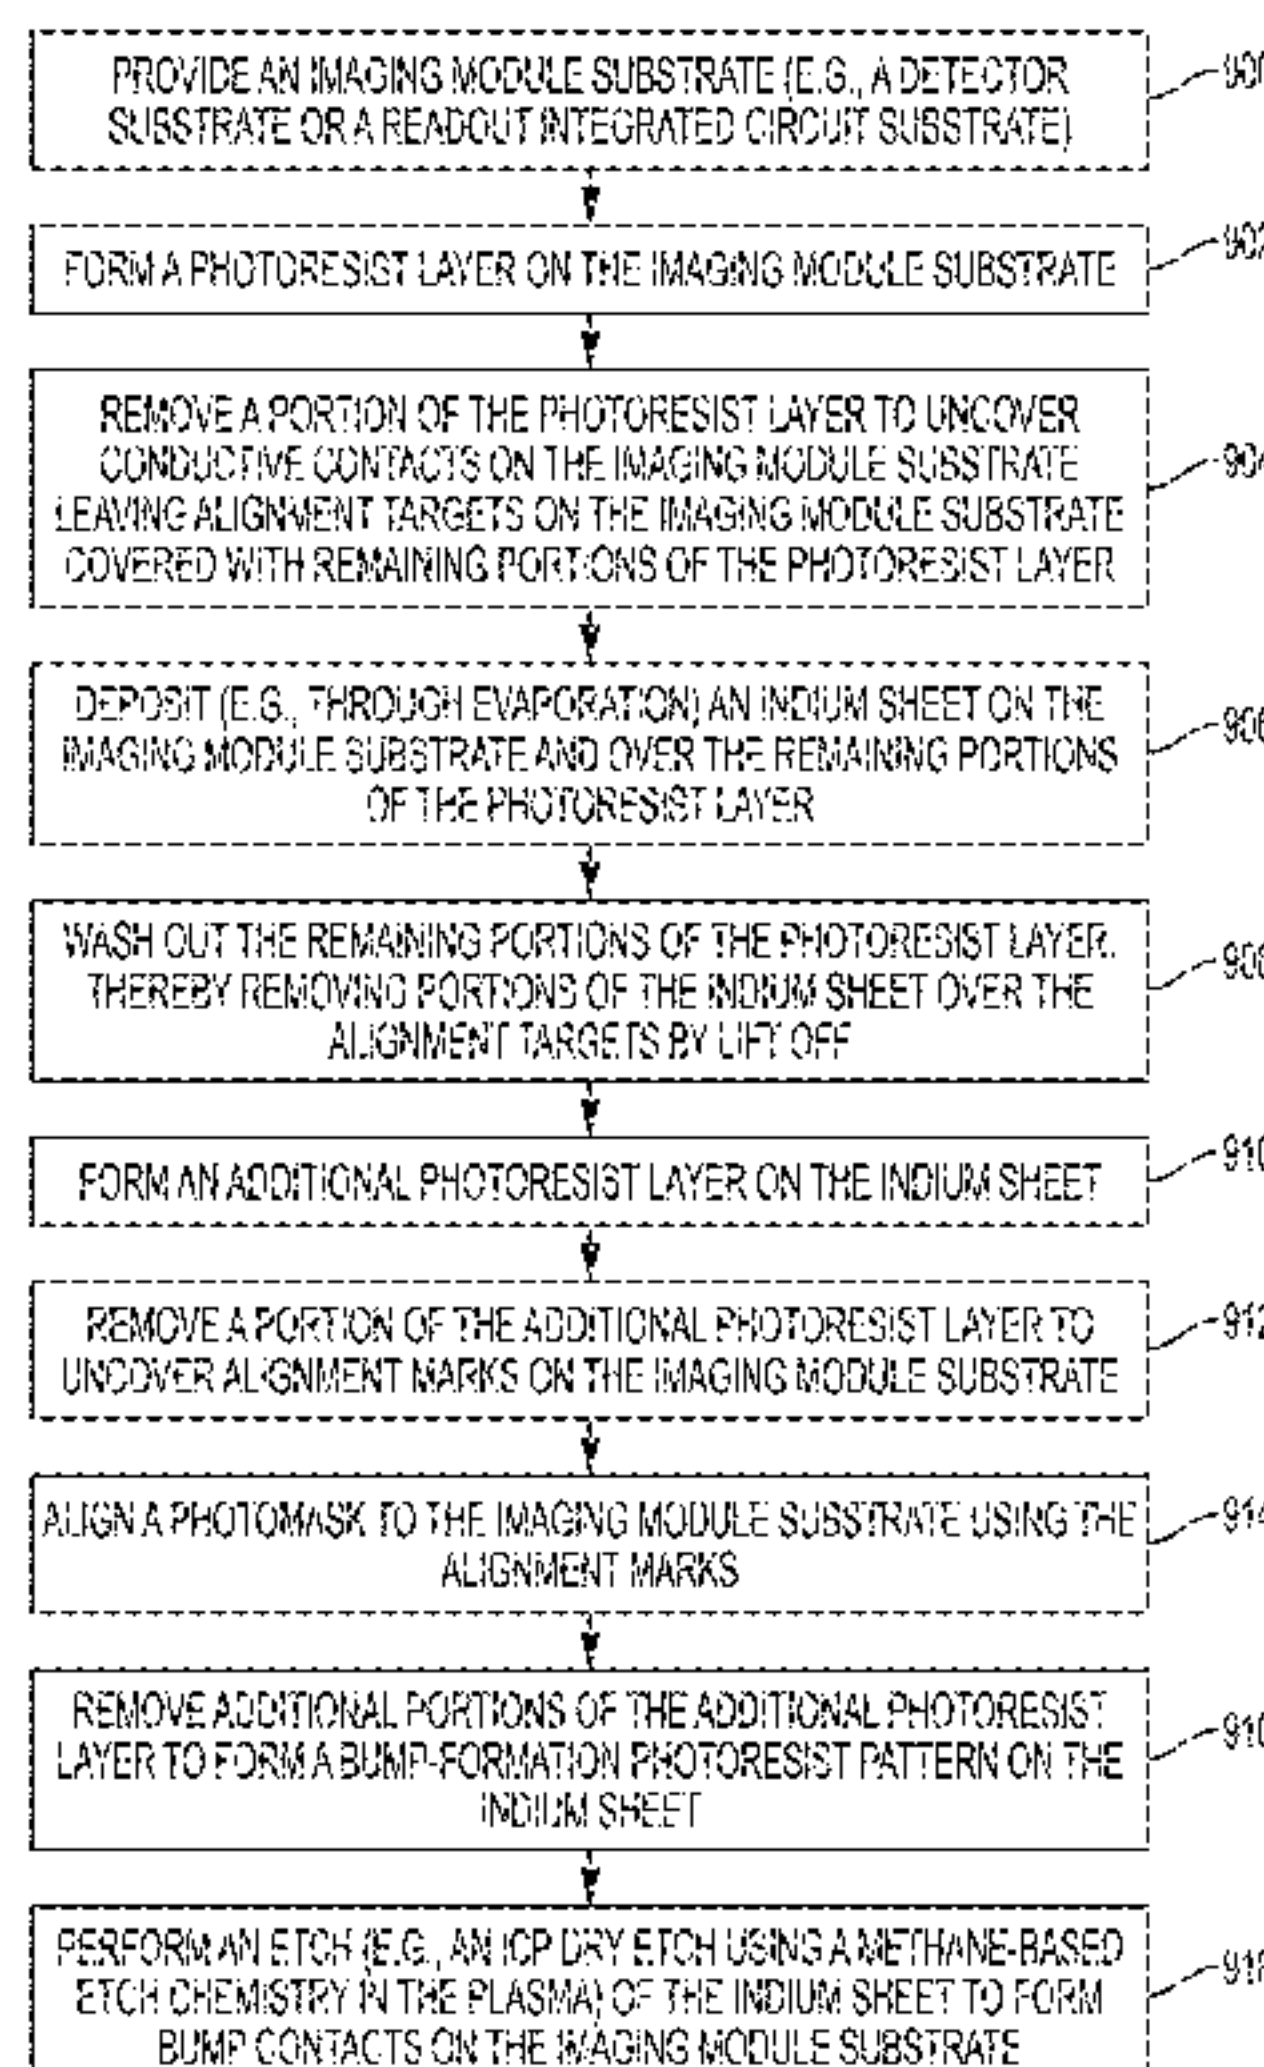 PROVIDE AN IMAGING MODULE SUBSTRATE (E.G., A DETECTOR
SUBSTRATE OR A READOUT INTEGRATED CIRCUIT SUBSTRATE)
FORM A PHOTORESIST LAYER ON THE IMAGING MODULE SUBSTRATE
REMOVE A PORTION OF THE PHOTORESIST LAYER TO UNCOVER
CONDUCTIVE CONTACTS ON THE IMAGING MODULE SUBSTRATE
LEAVING ALIGNMENT TARGETS ON THE IMAGING MODULE SUBSTRATE
COVERED WITH REMAINING PORTIONS OF THE PHOTORESIST LAYER
DEPOSIT (E.G., THROUGH EVAPORATION) AN INDIUM SHEET ON THE
IMAGING MODULE SUBSTRATE AND OVER THE REMAINING PORTIONS
OF THE PHOTORESIST LAYER
WASH OUT THE REMAINING PORTIONS OF THE PHOTORESIST LAYER,
THEREBY REMOVING PORTIONS OF THE INDIUM SHEET OVER THE
ALIGNMENT TARGETS BY LIFT OFF
FORM AN ADDITIONAL PHOTORESIST LAYER ON THE INDIUM SHEET
REMOVE A PORTION OF THE ADDITIONAL PHOTORESIST LAYER TO
UNCOVER ALIGNMENT MARKS ON THE IMAGING MODULE SUBSTRATE
ALIGN A PHOTOMASK TO THE IMAGING MODULE SUBSTRATE USING THE
ALIGNMENT MARKS
REMOVE ADDITIONAL PORTIONS OF THE ADDITIONAL PHOTORESIST
LAYER TO FORM A BUMP-FORMATION PHOTORESIST PATTERN ON THE
INDIUM SHEET
PERFORM AN ETCH (E.G., AN ICP DRY ETCH USING A METHANE-BASED
ETCH CHEMISTRY IN THE PLASMA) OF THE INDIUM SHEET TO FORM
BUMP CONTACTS ON THE IMAGING MODULE SUBSTRATE